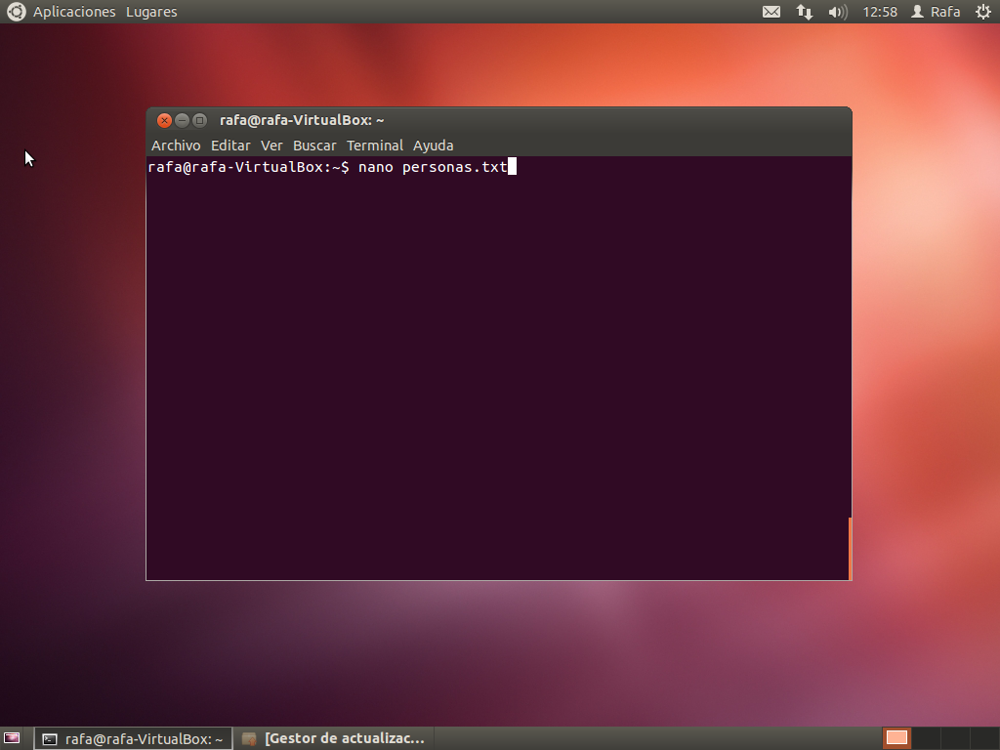 Aplicaciones Lugares 12:58 Rafa
rafa@rafa-VirtualBox: ~
Archivo Editar Ver Buscar Terminal Ayuda
rafa@rafa-VirtualBox:~$ nano personas.txt
rafa@rafa-VirtualBox: ~ [Gestor de actualizac...